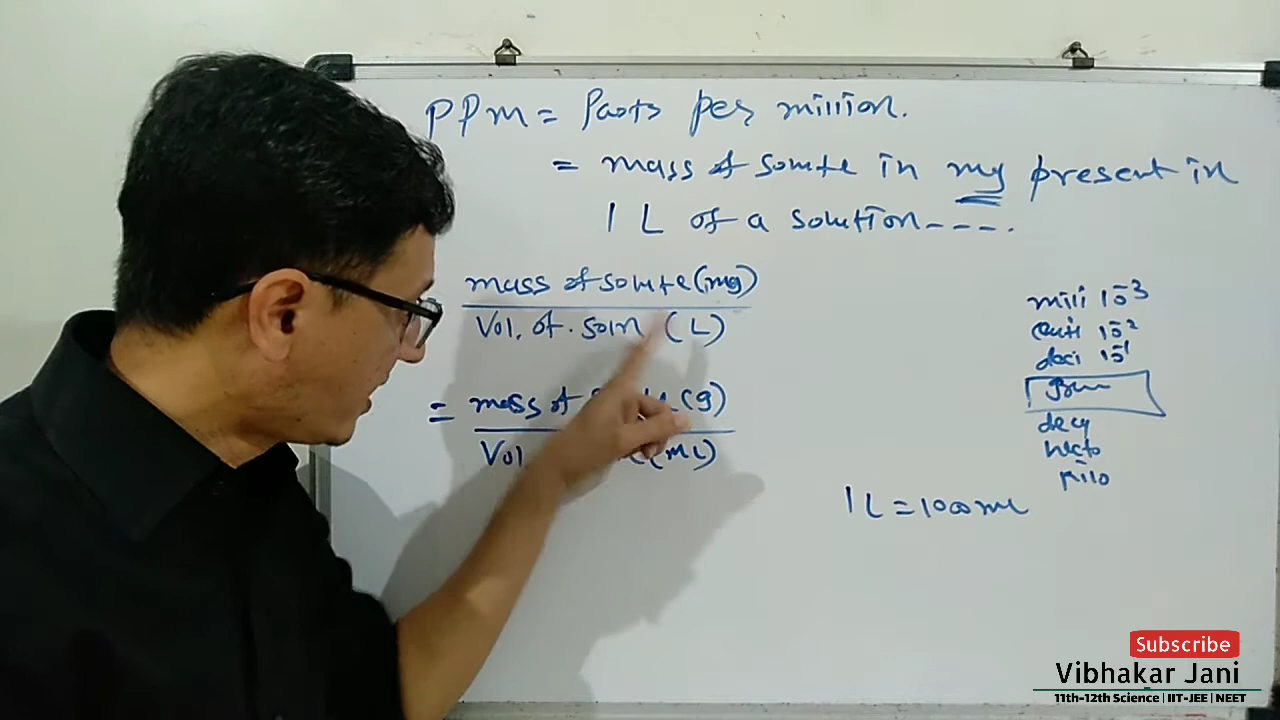 PPm = Parts per million.
= mass of solute in mg present in
1 L of a solution----.
mass of solute (mg)
Vol. of. soln (L)
= mass of (g)
Vol. (mL)
mili 10^-3
centi 10^-2
deci 10^-1
gram
deca
hecto
kilo
1 L = 1000 mL
Subscribe
Vibhakar Jani
11th-12th Science | IIT-JEE | NEET